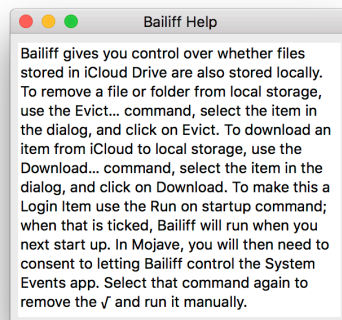 Bailiff Help
Bailiff gives you control over whether files
stored in iCloud Drive are also stored locally.
To remove a file or folder from local storage,
use the Evict… command, select the item in
the dialog, and click on Evict. To download an
item from iCloud to local storage, use the
Download… command, select the item in the
dialog, and click on Download. To make this a
Login Item use the Run on startup command;
when that is ticked, Bailiff will run when you
next start up. In Mojave, you will then need to
consent to letting Bailiff control the System
Events app. Select that command again to
remove the √ and run it manually.